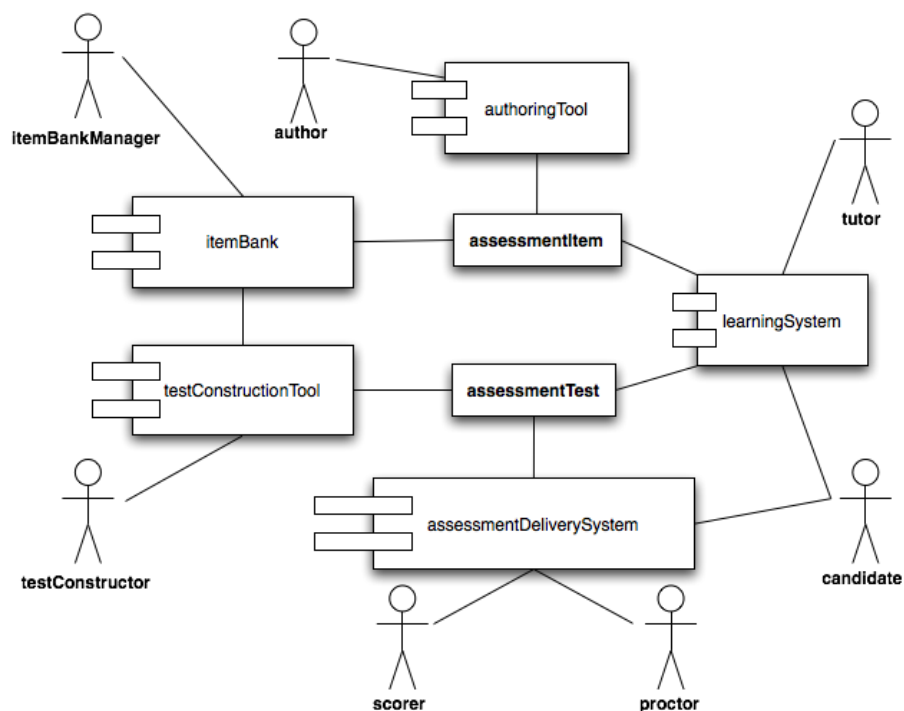 authoringTool
author
itemBankManager
tutor
itemBank
assessmentItem
learningSystem
testConstructionTool
assessmentTest
assessmentDeliverySystem
testConstructor
candidate
scorer
proctor